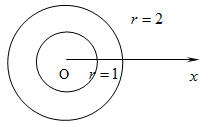 r = 2
O r = 1 x